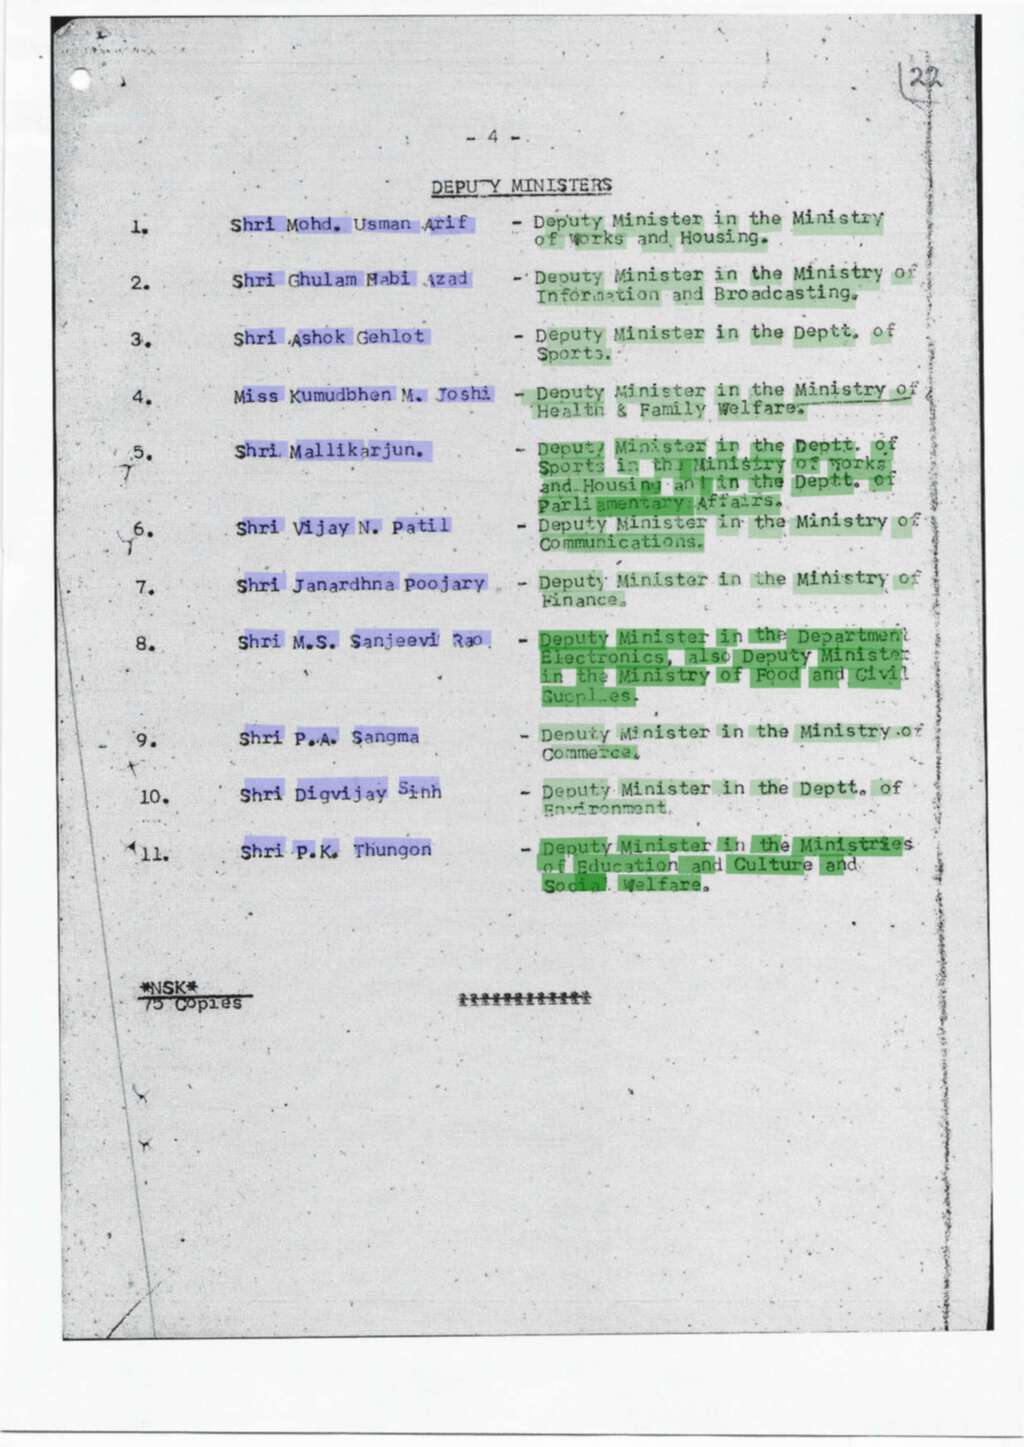 22
- 4 -
DEPUTY MINISTERS
1. Shri Mohd. Usman Arif - Deputy Minister in the Ministry
of Works and Housing.
2. Shri Ghulam Nabi Azad - Deputy Minister in the Ministry of
Information and Broadcasting.
3. Shri Ashok Gehlot - Deputy Minister in the Deptt. of
Sports.
4. Miss Kumudbhen M. Joshi - Deputy Minister in the Ministry of
Health & Family Welfare.
5. Shri Mallikarjun. - Deputy Minister in the Deptt. of
Sports in the Ministry of Works
and Housing and in the Deptt. of
Parliamentary Affairs.
6. Shri Vijay N. Patil - Deputy Minister in the Ministry of
Communications.
7. Shri Janardhna Poojary - Deputy Minister in the Ministry of
Finance.
8. Shri M.S. Sanjeevi Rao. - Deputy Minister in the Department
Electronics, also Deputy Minister
in the Ministry of Food and Civil
Supplies.
9. Shri P.A. Sangma - Deputy Minister in the Ministry of
Commerce.
10. Shri Digvijay Sinh - Deputy Minister in the Deptt. of
Environment.
11. Shri P.K. Thungon - Deputy Minister in the Ministries
of Education and Culture and
Social Welfare.
*NSK*
75 Copies
************